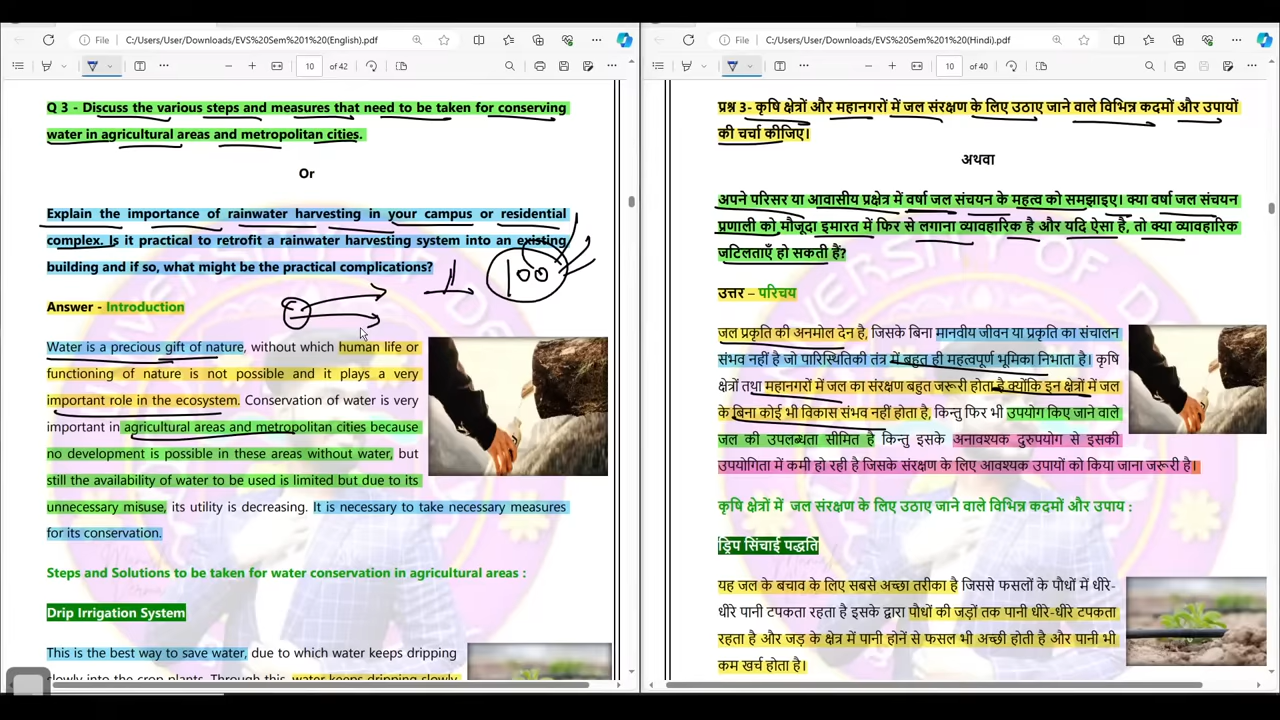 File C:/Users/User/Downloads/EVS%20Sem%201%20(English).pdf
10 of 42
Q 3 - Discuss the various steps and measures that need to be taken for conserving
water in agricultural areas and metropolitan cities.
Or
Explain the importance of rainwater harvesting in your campus or residential
complex. Is it practical to retrofit a rainwater harvesting system into an existing
building and if so, what might be the practical complications?
100
Answer - Introduction
Water is a precious gift of nature, without which human life or
functioning of nature is not possible and it plays a very
important role in the ecosystem. Conservation of water is very
important in agricultural areas and metropolitan cities because
no development is possible in these areas without water, but
still the availability of water to be used is limited but due to its
unnecessary misuse, its utility is decreasing. It is necessary to take necessary measures
for its conservation.
Steps and Solutions to be taken for water conservation in agricultural areas :
Drip Irrigation System
This is the best way to save water, due to which water keeps dripping
slowly into the crop plants. Through this, water keeps dripping slowly
File C:/Users/User/Downloads/EVS%20Sem%201%20(Hindi).pdf
10 of 40
प्रश्न 3- कृषि क्षेत्रों और महानगरों में जल संरक्षण के लिए उठाए जाने वाले विभिन्न कदमों और उपायों
की चर्चा कीजिए।
अथवा
अपने परिसर या आवासीय प्रक्षेत्र में वर्षा जल संचयन के महत्व को समझाइए। क्या वर्षा जल संचयन
प्रणाली को मौजूदा इमारत में फिर से लगाना व्यावहारिक है और यदि ऐसा है, तो क्या व्यावहारिक
जटिलताएँ हो सकती हैं?
उत्तर – परिचय
जल प्रकृति की अनमोल देन है, जिसके बिना मानवीय जीवन या प्रकृति का संचालन
संभव नहीं है जो पारिस्थितिकी तंत्र में बहुत ही महत्वपूर्ण भूमिका निभाता है। कृषि
क्षेत्रों तथा महानगरों में जल का संरक्षण बहुत जरूरी होता है क्योंकि इन क्षेत्रों में जल
के बिना कोई भी विकास संभव नहीं होता है, किन्तु फिर भी उपयोग किए जाने वाले
जल की उपलब्धता सीमित है किन्तु इसके अनावश्यक दुरुपयोग से इसकी
उपयोगिता में कमी हो रही है जिसके संरक्षण के लिए आवश्यक उपायों को किया जाना जरूरी है।
कृषि क्षेत्रों में जल संरक्षण के लिए उठाए जाने वाले विभिन्न कदमों और उपाय :
ड्रिप सिंचाई पद्धति
यह जल के बचाव के लिए सबसे अच्छा तरीका है जिससे फसलों के पौधों में धीरे-
धीरे पानी टपकता रहता है इसके द्वारा पौधों की जड़ों तक पानी धीरे-धीरे टपकता
रहता है और जड़ के क्षेत्र में पानी होनें से फसल भी अच्छी होती है और पानी भी
कम खर्च होता है।